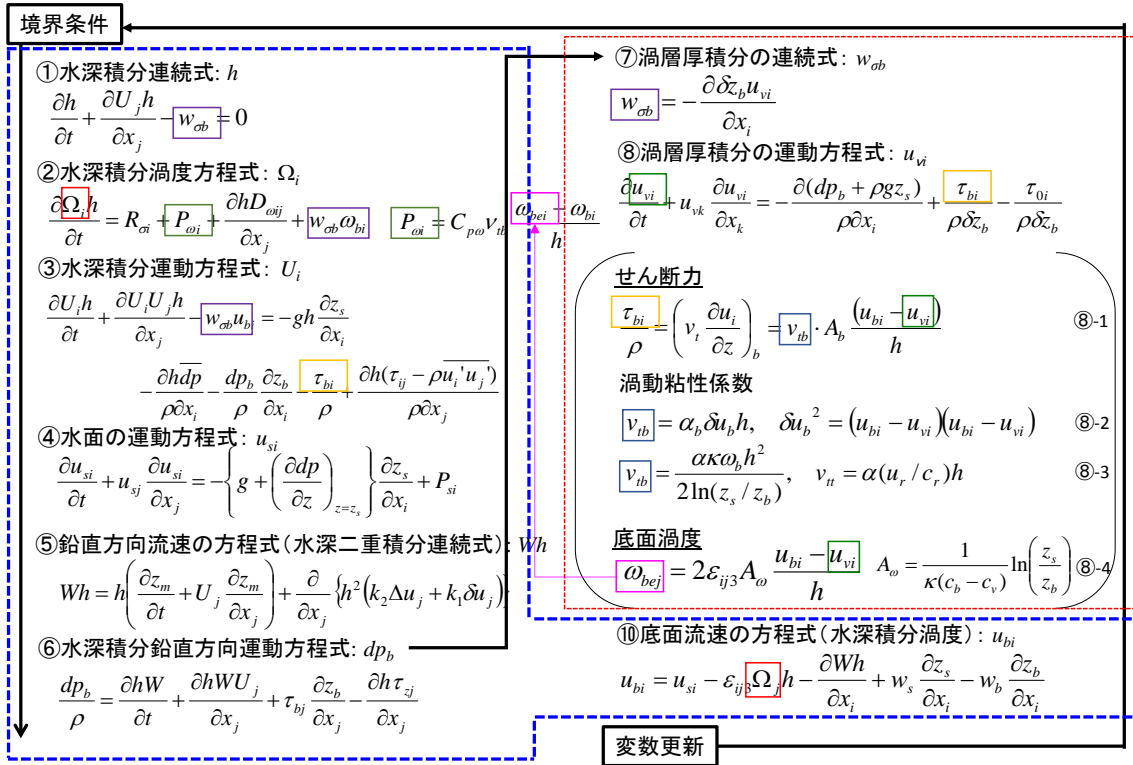 境界条件
①水深積分連続式: h
∂h/∂t + ∂U_j h/∂x_j − w_σb = 0
②水深積分渦度方程式: Ω_i
∂Ω_i h/∂t = R_σi + P_ωi + ∂hD_ωij/∂x_j + w_σb ω_bi   P_ωi = C_pω ν_tb (ω_bei − ω_bi)/h
③水深積分運動方程式: U_i
∂U_i h/∂t + ∂U_i U_j h/∂x_j − w_σb u_bi = −gh ∂z_s/∂x_i
− ∂h\overline{dp}/ρ∂x_i − dp_b/ρ ∂z_b/∂x_i − τ_bi/ρ + ∂h(τ_ij − ρ\overline{u_i'u_j'})/ρ∂x_j
④水面の運動方程式: u_si
∂u_si/∂t + u_sj ∂u_si/∂x_j = −{g + (∂dp/∂z)_{z=z_s}} ∂z_s/∂x_i + P_si
⑤鉛直方向流速の方程式(水深二重積分連続式): Wh
Wh = h(∂z_m/∂t + U_j ∂z_m/∂x_j) + ∂/∂x_j {h²(k_2 Δu_j + k_1 δu_j)}
⑥水深積分鉛直方向運動方程式: dp_b
dp_b/ρ = ∂hW/∂t + ∂hWU_j/∂x_j + τ_bj ∂z_b/∂x_j − ∂hτ_zj/∂x_j
⑦渦層厚積分の連続式: w_σb
w_σb = − ∂δz_b u_vi/∂x_i
⑧渦層厚積分の運動方程式: u_vi
∂u_vi/∂t + u_vk ∂u_vi/∂x_k = − ∂(dp_b + ρgz_s)/ρ∂x_i + τ_bi/ρδz_b − τ_0i/ρδz_b
せん断力
τ_bi/ρ = (ν_t ∂u_i/∂z)_b = ν_tb · A_b (u_bi − u_vi)/h   ⑧-1
渦動粘性係数
ν_tb = α_b δu_b h,   δu_b² = (u_bi − u_vi)(u_bi − u_vi)   ⑧-2
ν_tb = ακω_b h²/2ln(z_s / z_b),   ν_tt = α(u_r / c_r)h   ⑧-3
底面渦度
ω_bej = 2ε_ij3 A_ω (u_bi − u_vi)/h   A_ω = 1/κ(c_b − c_v) ln(z_s/z_b)   ⑧-4
⑩底面流速の方程式(水深積分渦度): u_bi
u_bi = u_si − ε_ij3 Ω_j h − ∂Wh/∂x_i + w_s ∂z_s/∂x_i − w_b ∂z_b/∂x_i
変数更新